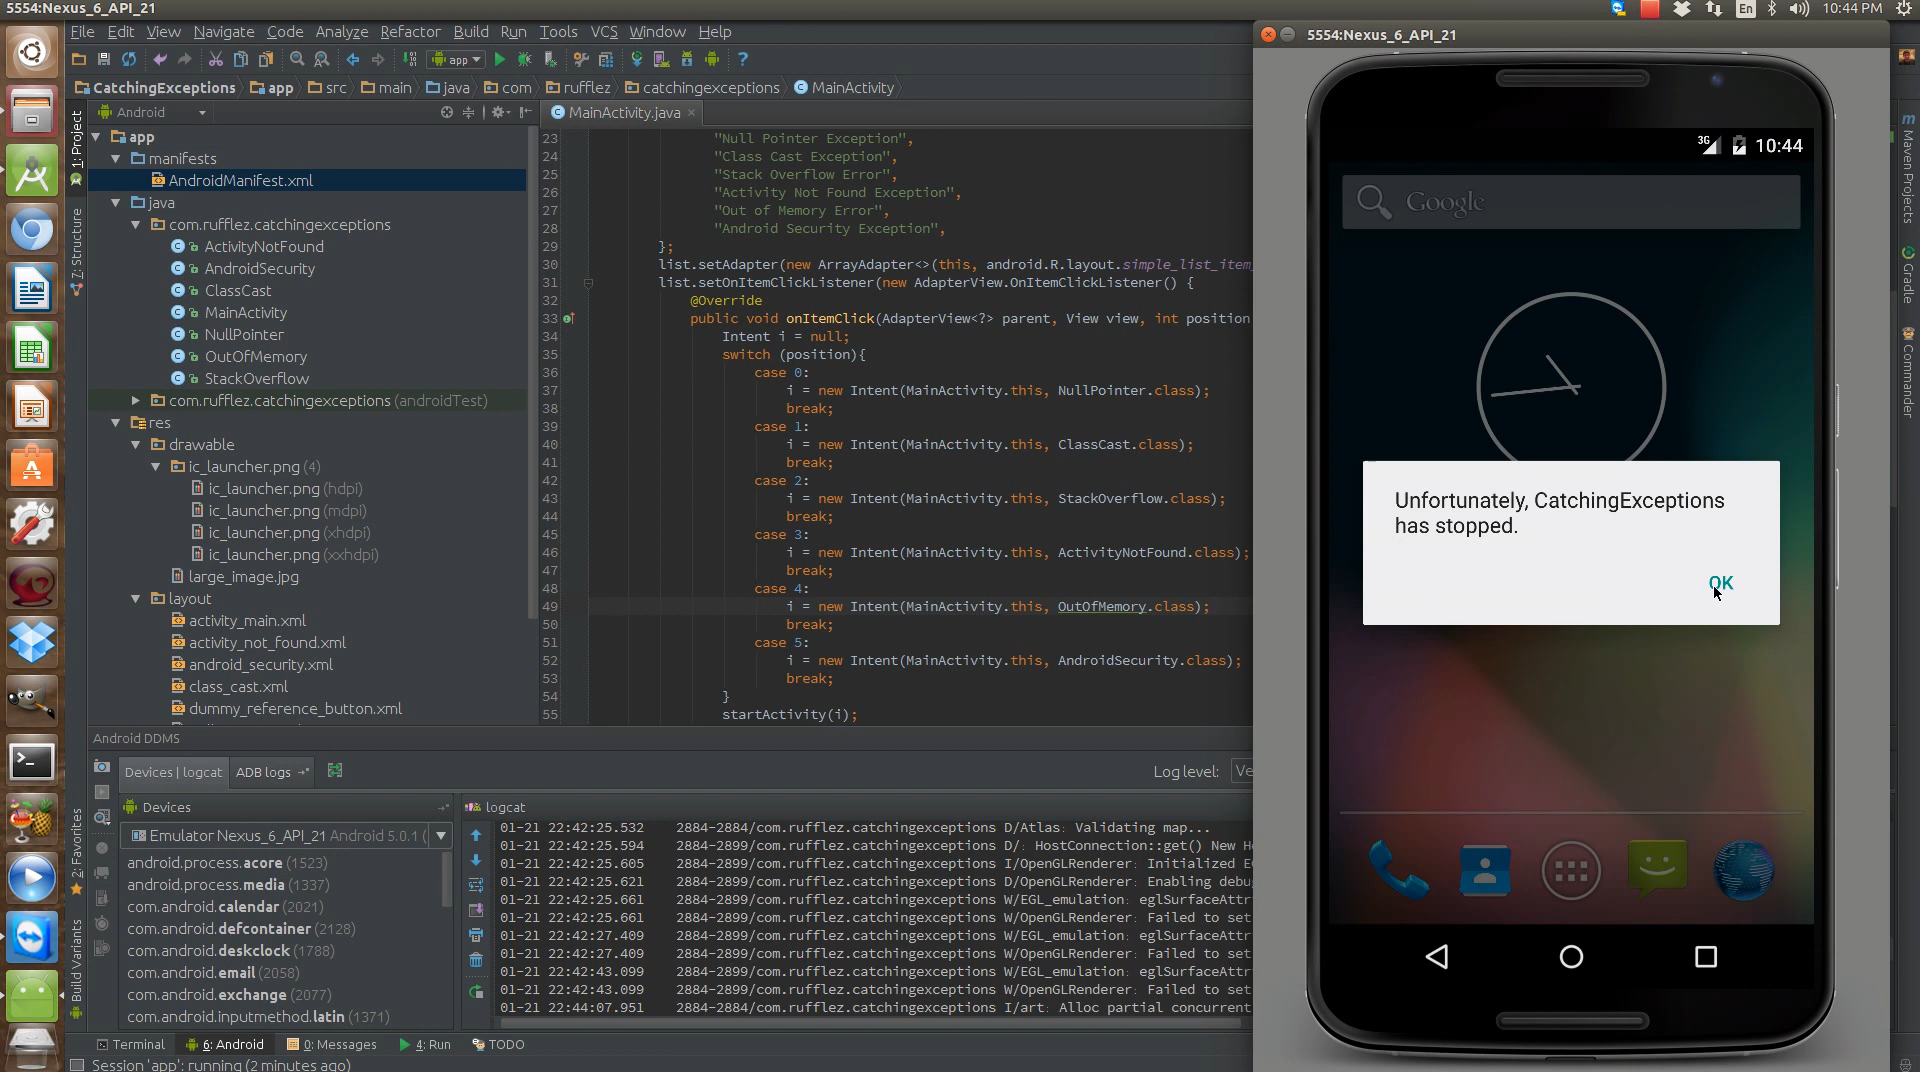 5554:Nexus_6_API_21
En
10:44 PM
File Edit View Navigate Code Analyze Refactor Build Run Tools VCS Window Help
app
CatchingExceptions app src main java com rufflez catchingexceptions MainActivity
Android
MainActivity.java
1: Project
Z: Structure
2: Favorites
Build Variants
app
manifests
AndroidManifest.xml
java
com.rufflez.catchingexceptions
ActivityNotFound
AndroidSecurity
ClassCast
MainActivity
NullPointer
OutOfMemory
StackOverflow
com.rufflez.catchingexceptions (androidTest)
res
drawable
ic_launcher.png (4)
ic_launcher.png (hdpi)
ic_launcher.png (mdpi)
ic_launcher.png (xhdpi)
ic_launcher.png (xxhdpi)
large_image.jpg
layout
activity_main.xml
activity_not_found.xml
android_security.xml
class_cast.xml
dummy_reference_button.xml
23 "Null Pointer Exception",
24 "Class Cast Exception",
25 "Stack Overflow Error",
26 "Activity Not Found Exception",
27 "Out of Memory Error",
28 "Android Security Exception",
29 };
30 list.setAdapter(new ArrayAdapter<>(this, android.R.layout.simple_list_item_
31 list.setOnItemClickListener(new AdapterView.OnItemClickListener() {
32 @Override
33 public void onItemClick(AdapterView<?> parent, View view, int position
34 Intent i = null;
35 switch (position){
36 case 0:
37 i = new Intent(MainActivity.this, NullPointer.class);
38 break;
39 case 1:
40 i = new Intent(MainActivity.this, ClassCast.class);
41 break;
42 case 2:
43 i = new Intent(MainActivity.this, StackOverflow.class);
44 break;
45 case 3:
46 i = new Intent(MainActivity.this, ActivityNotFound.class);
47 break;
48 case 4:
49 i = new Intent(MainActivity.this, OutOfMemory.class);
50 break;
51 case 5:
52 i = new Intent(MainActivity.this, AndroidSecurity.class);
53 break;
54 }
55 startActivity(i);
Android DDMS
Devices | logcat ADB logs
Log level: Ve
Devices
Emulator Nexus_6_API_21 Android 5.0.1 (
android.process.acore (1523)
android.process.media (1337)
com.android.calendar (2021)
com.android.defcontainer (2128)
com.android.deskclock (1788)
com.android.email (2058)
com.android.exchange (2077)
com.android.inputmethod.latin (1371)
logcat
01-21 22:42:25.532 2884-2884/com.rufflez.catchingexceptions D/Atlas: Validating map...
01-21 22:42:25.594 2884-2899/com.rufflez.catchingexceptions D/: HostConnection::get() New Ho
01-21 22:42:25.605 2884-2899/com.rufflez.catchingexceptions I/OpenGLRenderer: Initialized EG
01-21 22:42:25.621 2884-2899/com.rufflez.catchingexceptions D/OpenGLRenderer: Enabling debug
01-21 22:42:25.661 2884-2899/com.rufflez.catchingexceptions W/EGL_emulation: eglSurfaceAttr
01-21 22:42:25.661 2884-2899/com.rufflez.catchingexceptions W/OpenGLRenderer: Failed to set
01-21 22:42:27.409 2884-2899/com.rufflez.catchingexceptions W/EGL_emulation: eglSurfaceAttr
01-21 22:42:27.409 2884-2899/com.rufflez.catchingexceptions W/OpenGLRenderer: Failed to set
01-21 22:42:43.099 2884-2899/com.rufflez.catchingexceptions W/EGL_emulation: eglSurfaceAttr
01-21 22:42:43.099 2884-2899/com.rufflez.catchingexceptions W/OpenGLRenderer: Failed to set
01-21 22:44:07.951 2884-2884/com.rufflez.catchingexceptions I/art: Alloc partial concurrent
Terminal 6: Android 0: Messages 4: Run TODO
Session 'app': running (2 minutes ago)
5554:Nexus_6_API_21
3G
10:44
Google
Unfortunately, CatchingExceptions
has stopped.
OK
Maven Projects
Gradle
Commander